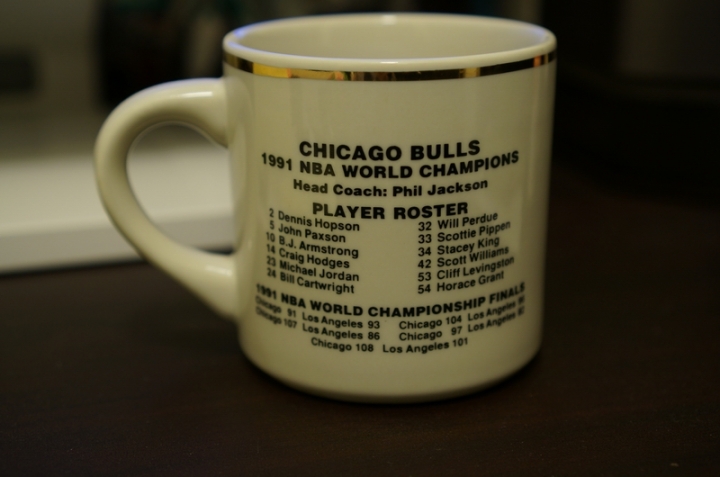 CHICAGO BULLS
1991 NBA WORLD CHAMPIONS
Head Coach: Phil Jackson
PLAYER ROSTER
2 Dennis Hopson
5 John Paxson
10 B.J. Armstrong
14 Craig Hodges
23 Michael Jordan
24 Bill Cartwright
32 Will Perdue
33 Scottie Pippen
34 Stacey King
42 Scott Williams
53 Cliff Levingston
54 Horace Grant
1991 NBA WORLD CHAMPIONSHIP FINALS
Chicago 91 Los Angeles 93 Chicago 104 Los Angeles
Chicago 107 Los Angeles 86 Chicago 97 Los Angeles 82
Chicago 108 Los Angeles 101